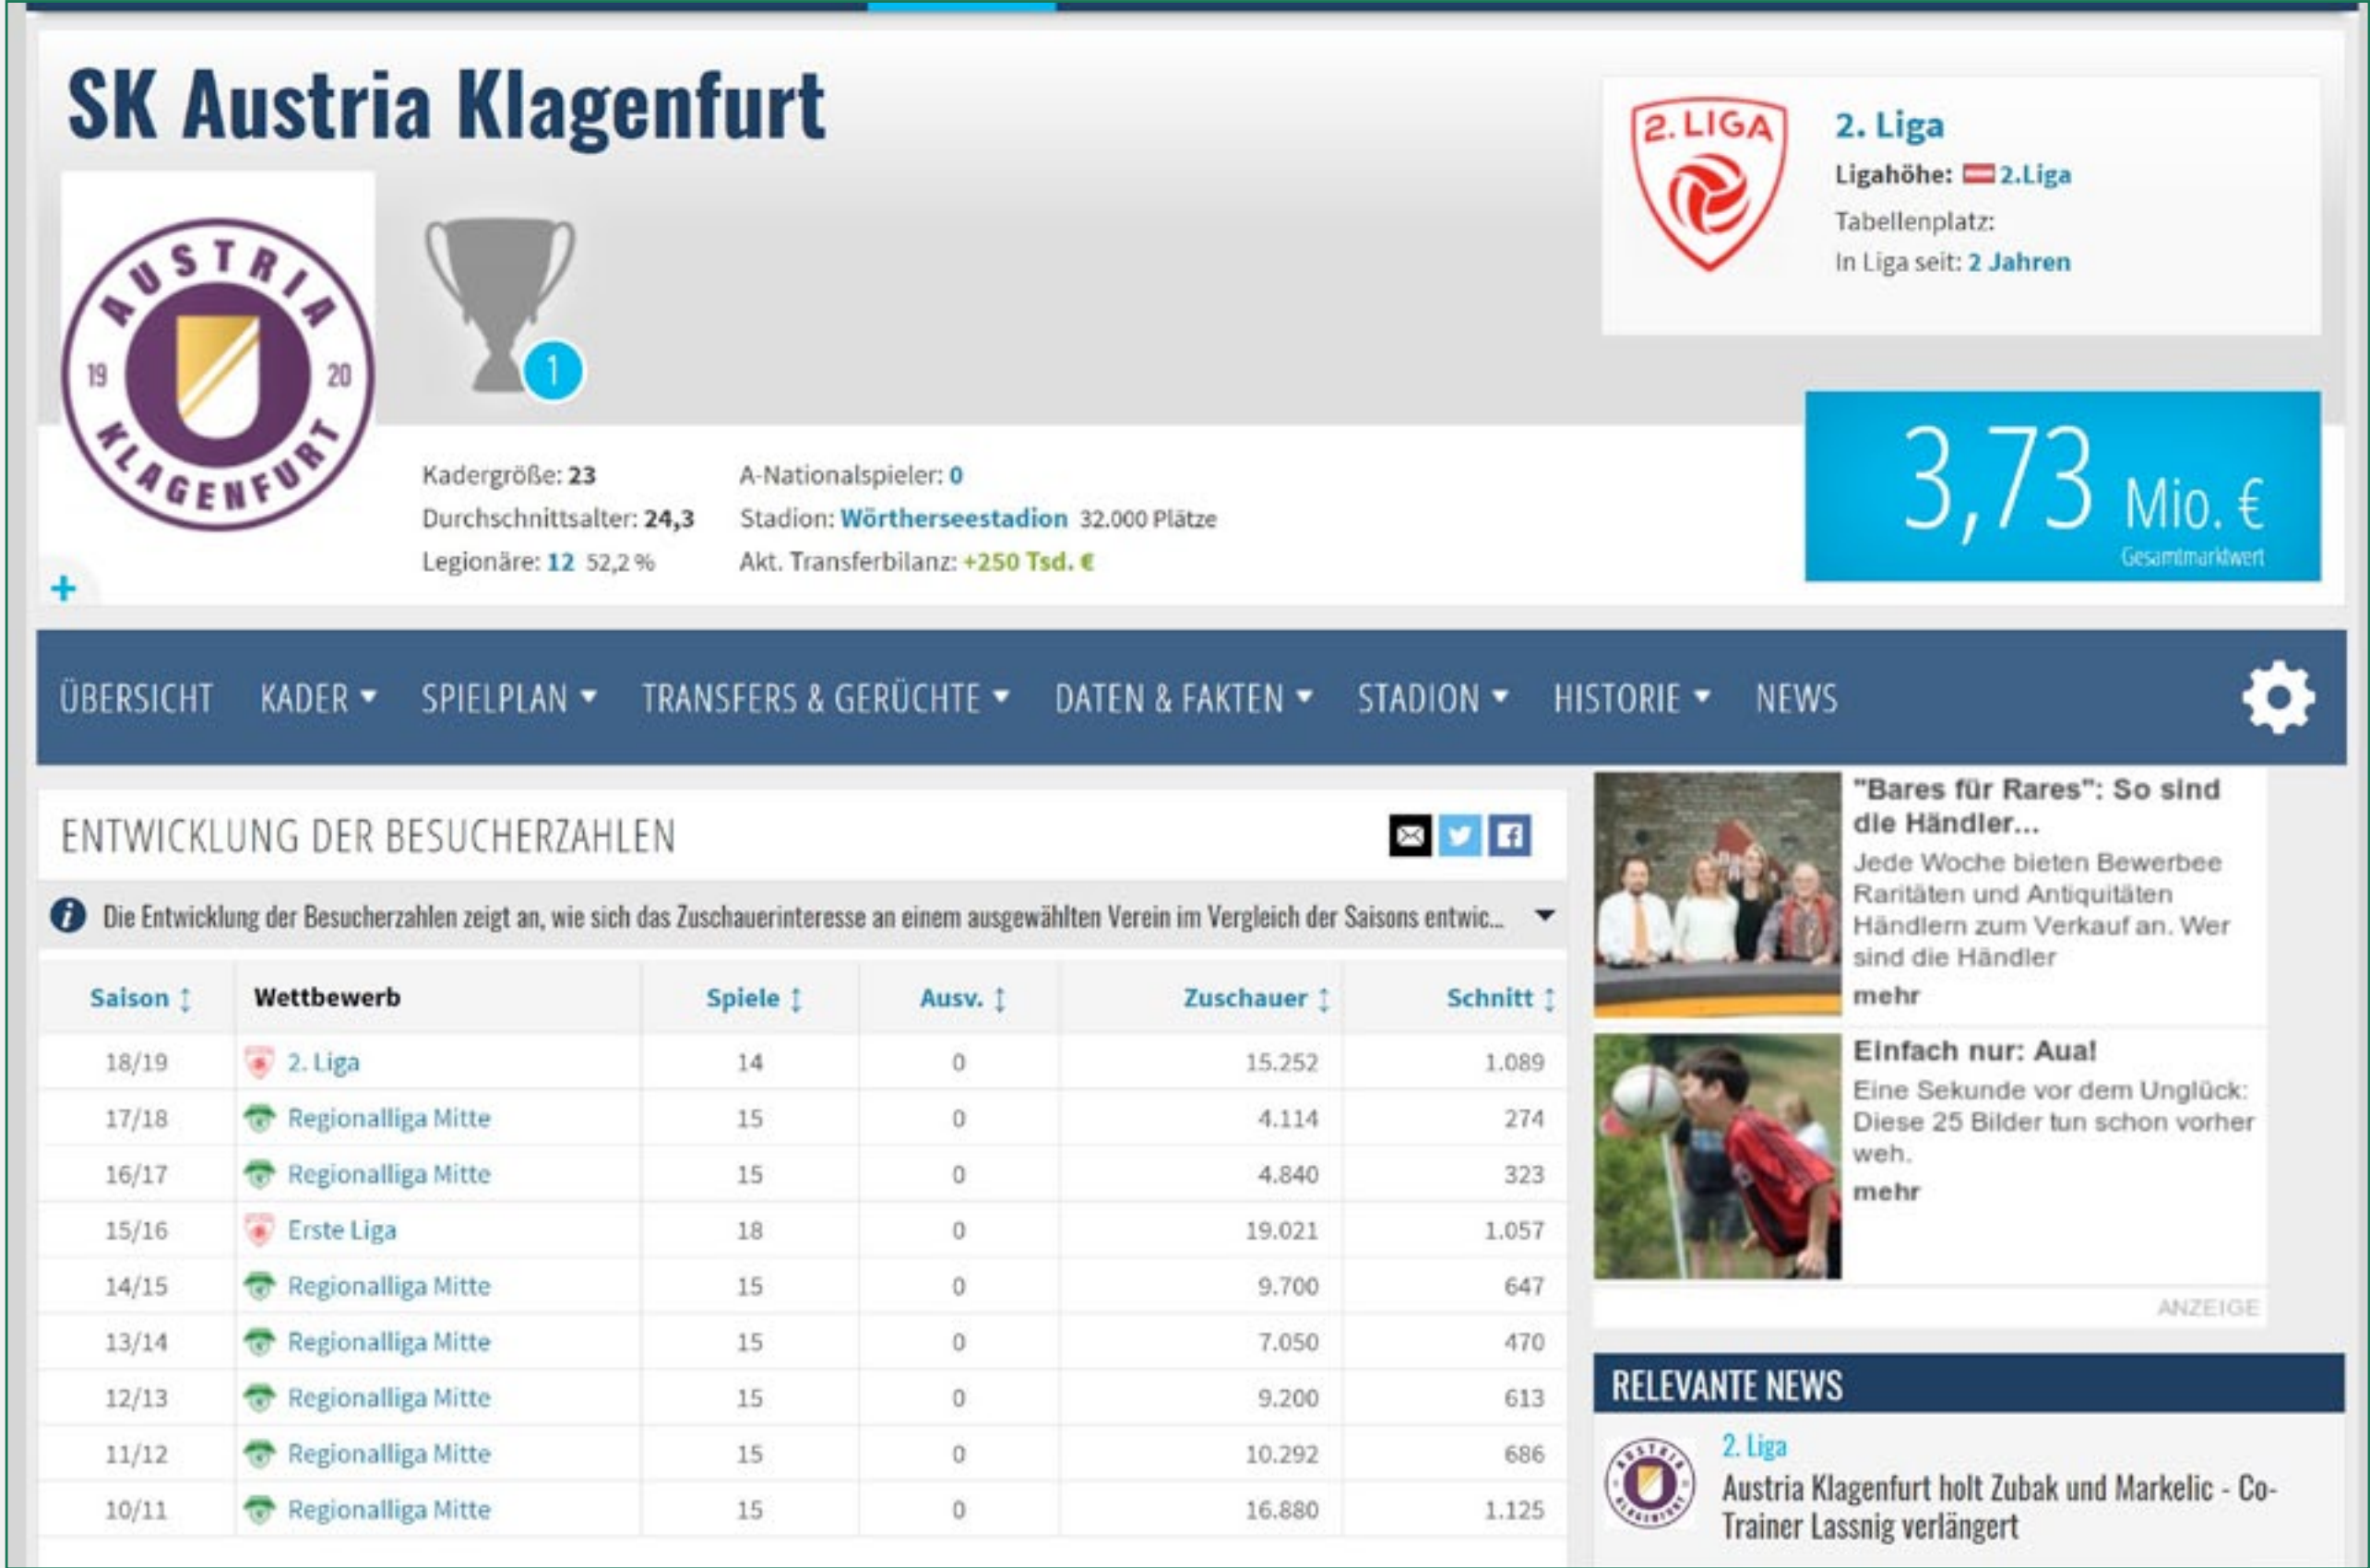 SK Austria Klagenfurt
2. LIGA
2. Liga
Ligahöhe: 2.Liga
Tabellenplatz:
In Liga seit: 2 Jahren
AUSTRIA
19 20
KLAGENFURT
1
Kadergröße: 23
Durchschnittsalter: 24,3
Legionäre: 12 52,2 %
A-Nationalspieler: 0
Stadion: Wörtherseestadion 32.000 Plätze
Akt. Transferbilanz: +250 Tsd. €
3,73 Mio. €
Gesamtmarktwert
+
ÜBERSICHT KADER SPIELPLAN TRANSFERS & GERÜCHTE DATEN & FAKTEN STADION HISTORIE NEWS
ENTWICKLUNG DER BESUCHERZAHLEN
Die Entwicklung der Besucherzahlen zeigt an, wie sich das Zuschauerinteresse an einem ausgewählten Verein im Vergleich der Saisons entwic...
Saison Wettbewerb Spiele Ausv. Zuschauer Schnitt
18/19 2. Liga 14 0 15.252 1.089
17/18 Regionalliga Mitte 15 0 4.114 274
16/17 Regionalliga Mitte 15 0 4.840 323
15/16 Erste Liga 18 0 19.021 1.057
14/15 Regionalliga Mitte 15 0 9.700 647
13/14 Regionalliga Mitte 15 0 7.050 470
12/13 Regionalliga Mitte 15 0 9.200 613
11/12 Regionalliga Mitte 15 0 10.292 686
10/11 Regionalliga Mitte 15 0 16.880 1.125
"Bares für Rares": So sind
die Händler...
Jede Woche bieten Bewerbee
Raritäten und Antiquitäten
Händlern zum Verkauf an. Wer
sind die Händler
mehr
Einfach nur: Aua!
Eine Sekunde vor dem Unglück:
Diese 25 Bilder tun schon vorher
weh.
mehr
ANZEIGE
RELEVANTE NEWS
AUSTRIA
KLAGENFURT
2. Liga
Austria Klagenfurt holt Zubak und Markelic - Co-
Trainer Lassnig verlängert